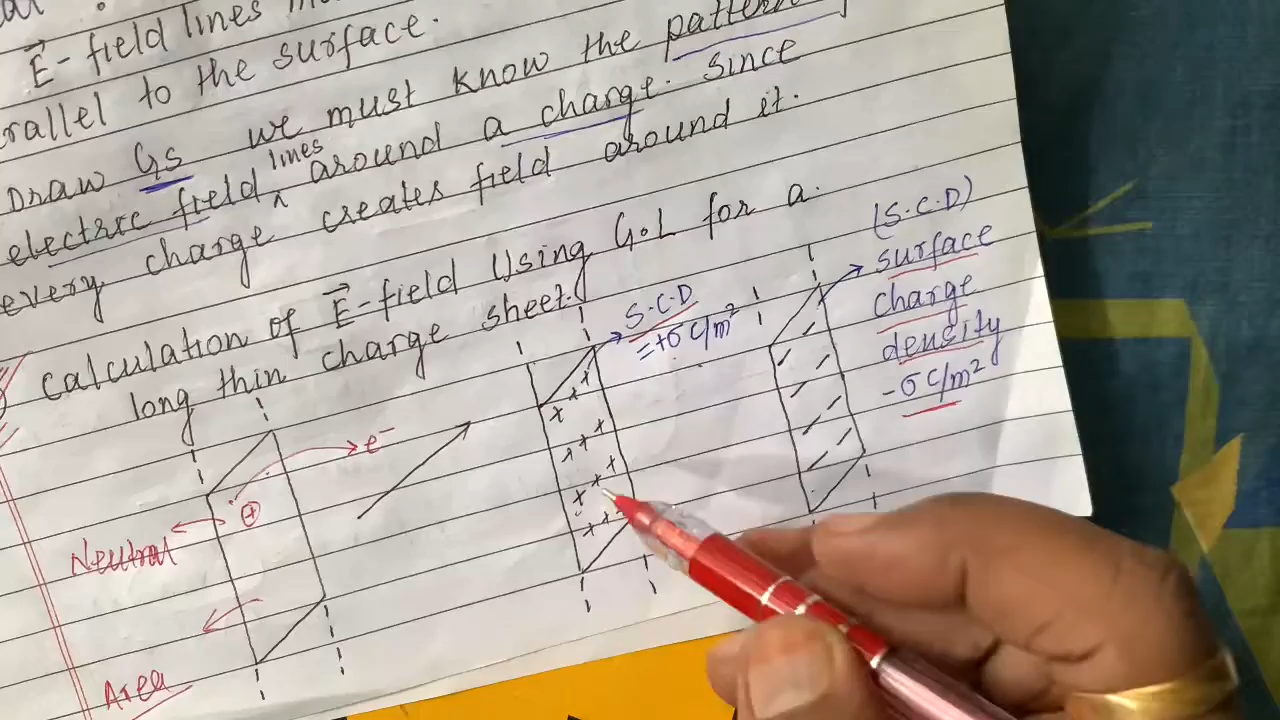 E-field lines
rallel to the surface.
Draw GS we must know the pattern
electric field lines around a charge. Since
every charge creates field around it.
Calculation of E-field Using G.L for a
long thin charge sheet.
S.C.D
=+σ C/m²
(S.C.D)
surface
charge
density
-σ C/m²
e-
+
Neutral
Area